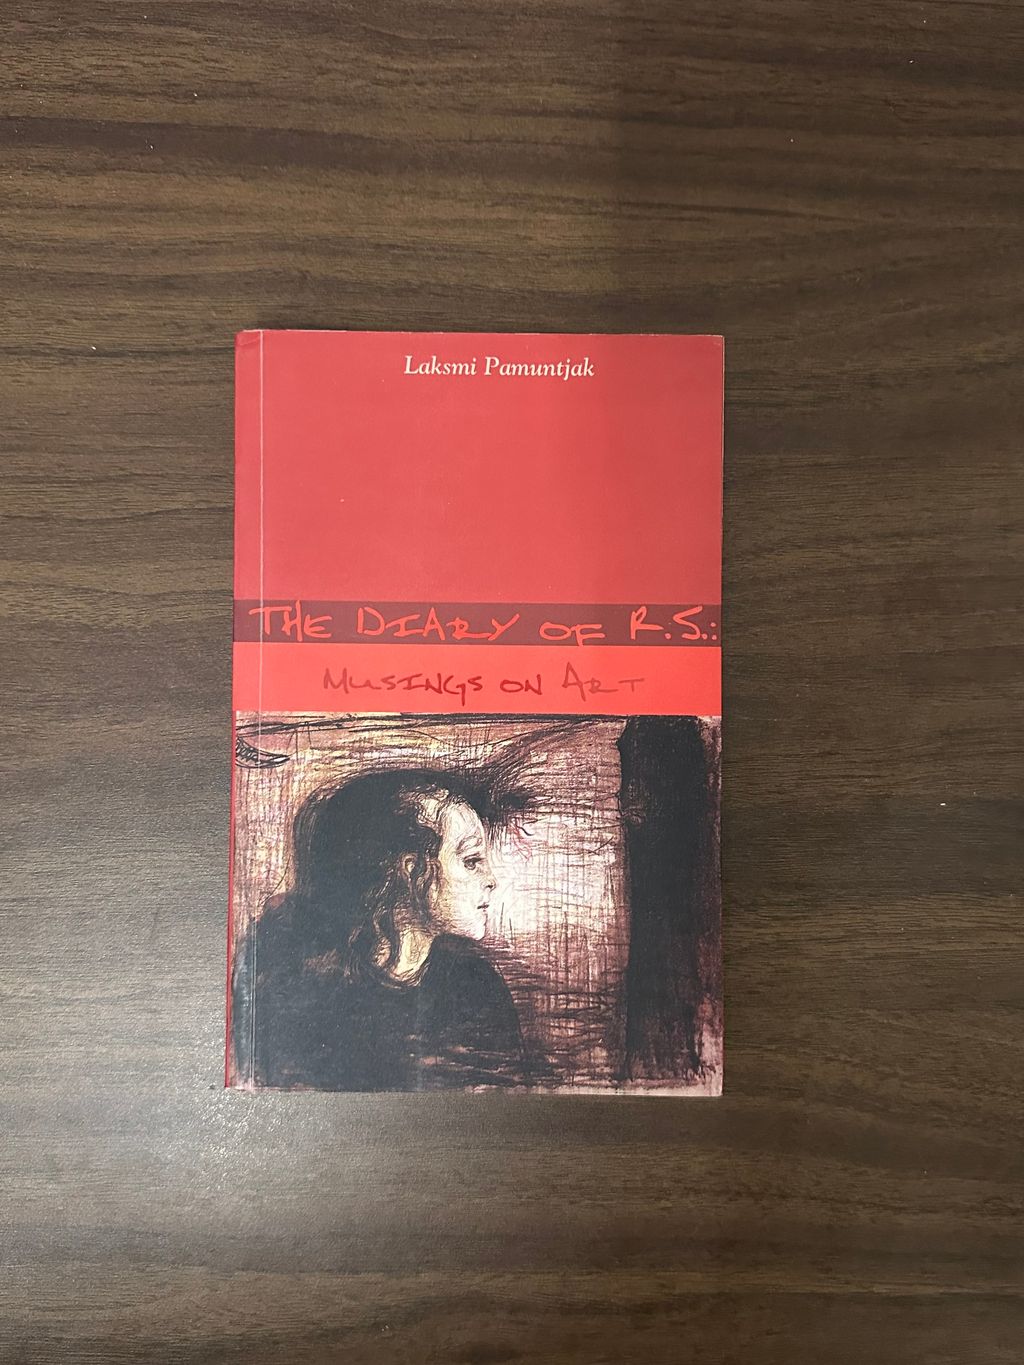 Laksmi Pamuntjak
THE DIARY OF R.S.:
MUSINGS ON ART